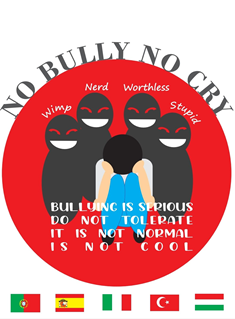 NO BULLY NO CRY
Nerd Worthless
Wimp Stupid
BULLYING IS SERIOUS
DO NOT TOLERATE
IT IS NOT NORMAL
IS NOT COOL